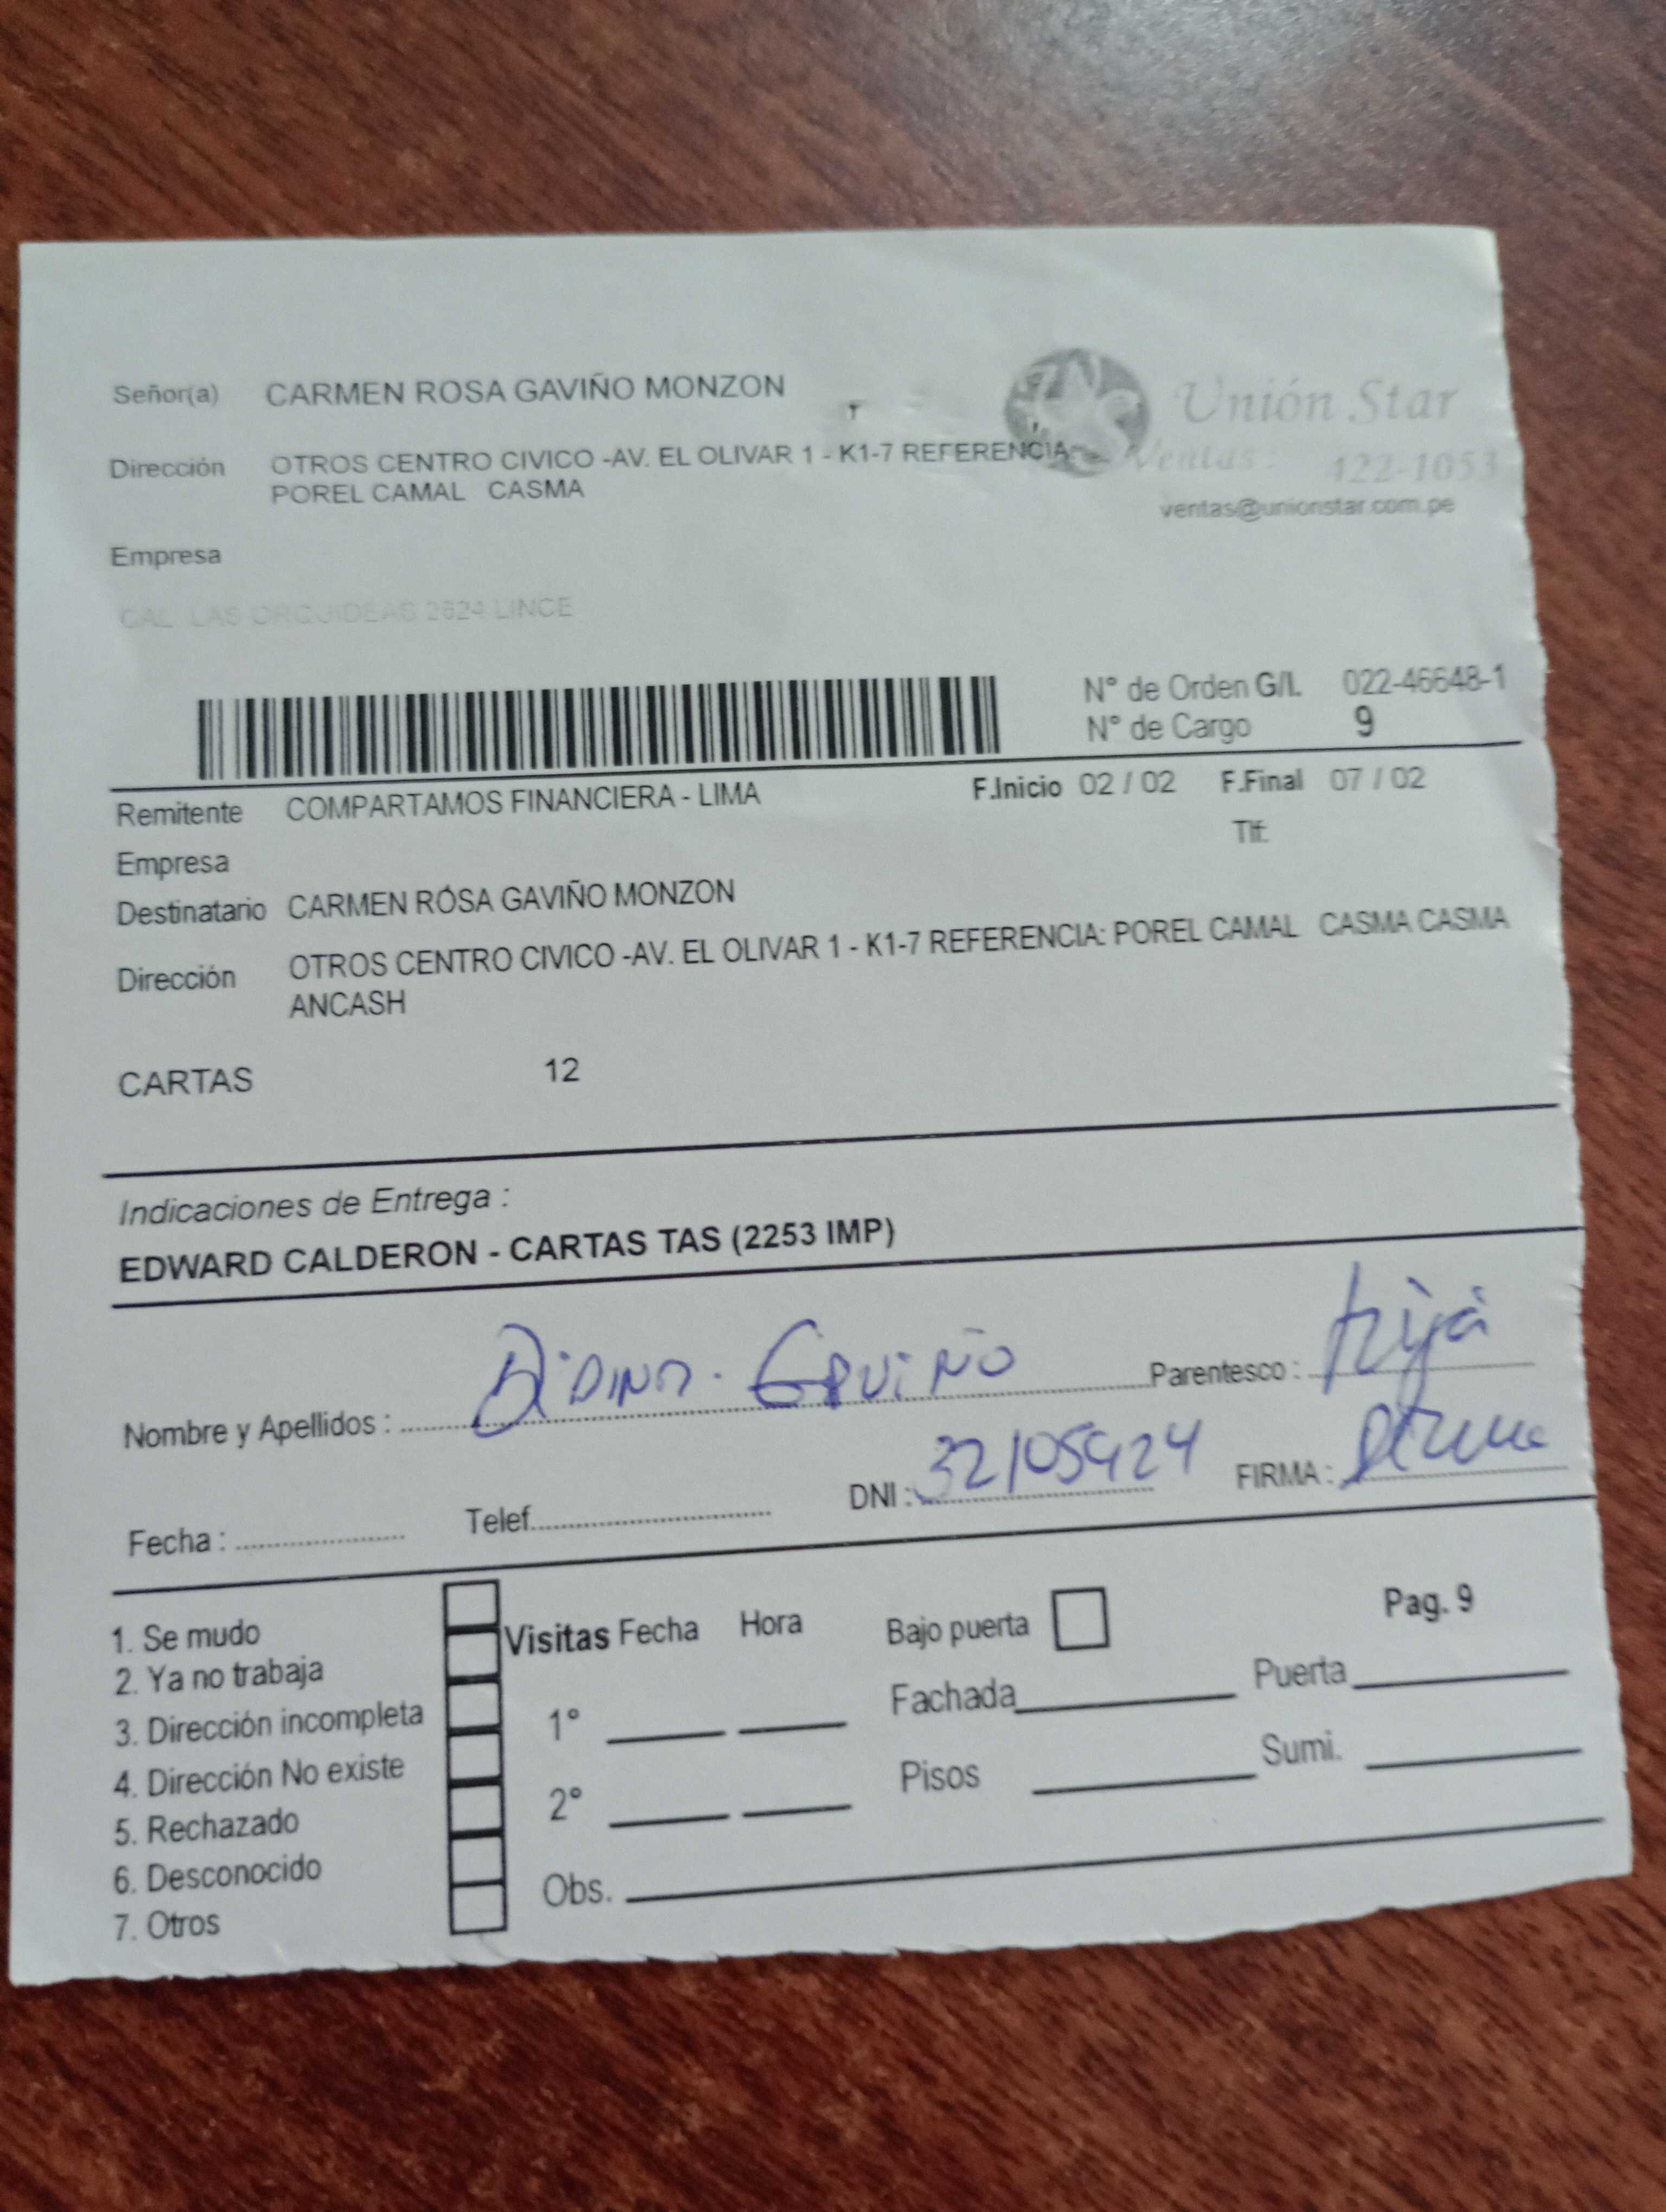 Señor(a) CARMEN ROSA GAVIÑO MONZON
Unión Star
Dirección OTROS CENTRO CIVICO -AV. EL OLIVAR 1 - K1-7 REFERENCIA:
POREL CAMAL CASMA
Ventas: 422-1053
ventas@unionstar.com.pe
Empresa
CAL LAS ORQUIDEAS 2624 LINCE
N° de Orden G/I. 022-46648-1
N° de Cargo 9
Remitente COMPARTAMOS FINANCIERA - LIMA F.Inicio 02 / 02 F.Final 07 / 02
Empresa Tlf:
Destinatario CARMEN ROSA GAVIÑO MONZON
Dirección OTROS CENTRO CIVICO -AV. EL OLIVAR 1 - K1-7 REFERENCIA: POREL CAMAL CASMA CASMA
ANCASH
CARTAS 12
Indicaciones de Entrega :
EDWARD CALDERON - CARTAS TAS (2253 IMP)
Nombre y Apellidos : GAViÑO Parentesco : hija
Fecha : Telef. DNI : 32105424 FIRMA :
1. Se mudo
2. Ya no trabaja
3. Dirección incompleta
4. Dirección No existe
5. Rechazado
6. Desconocido
7. Otros
Visitas Fecha Hora
1°
2°
Obs.
Bajo puerta Pag. 9
Fachada Puerta
Pisos Sumi.